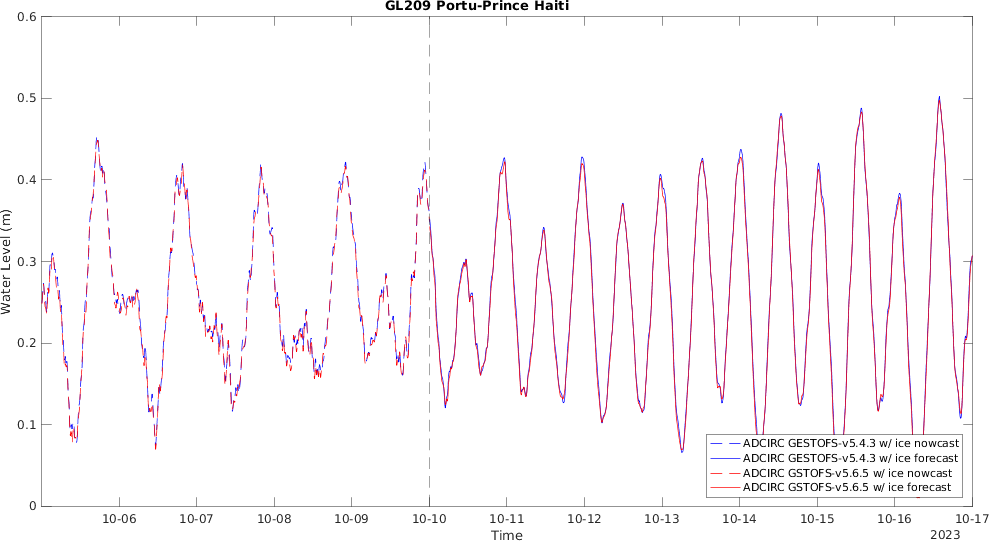 GL209 Portu-Prince Haiti
0.6
0.5
0.4
0.3
0.2
0.1
0
Water Level (m)
ADCIRC GESTOFS-v5.4.3 w/ ice nowcast
ADCIRC GESTOFS-v5.4.3 w/ ice forecast
ADCIRC GSTOFS-v5.6.5 w/ ice nowcast
ADCIRC GSTOFS-v5.6.5 w/ ice forecast
10-06 10-07 10-08 10-09 10-10 10-11 10-12 10-13 10-14 10-15 10-16 10-17
Time
2023